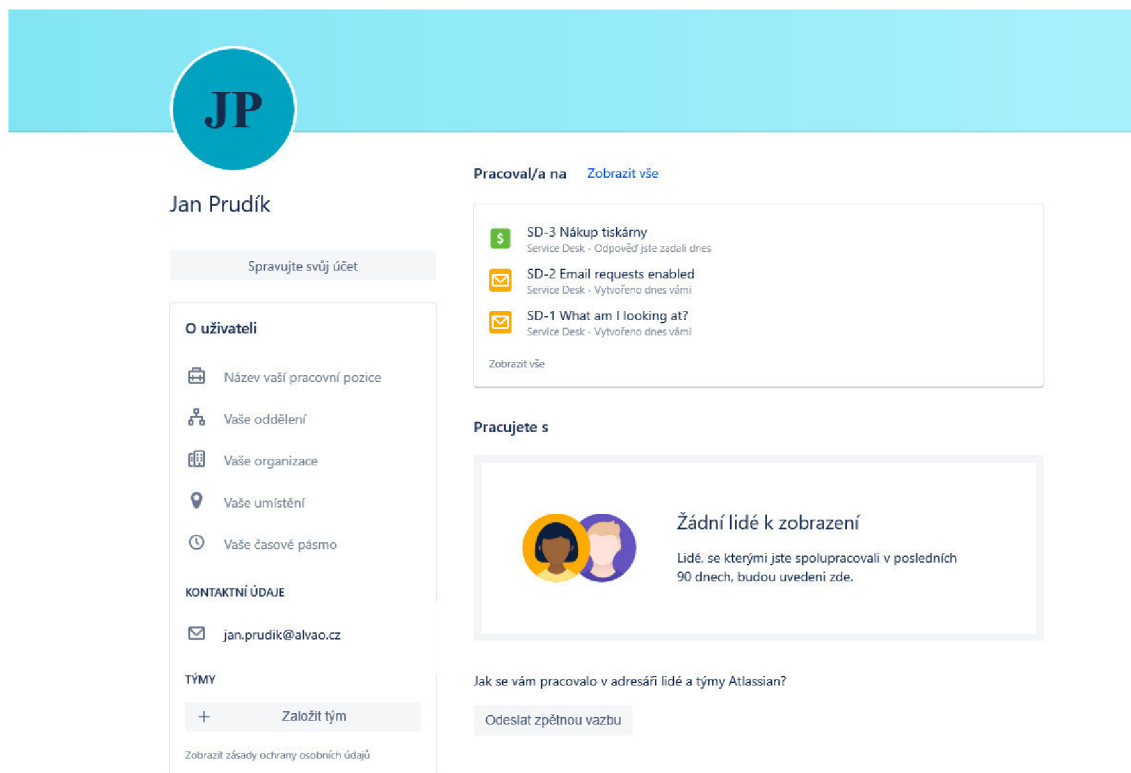 JP
Jan Prudík
Spravujte svůj účet
O uživateli
Název vaší pracovní pozice
Vaše oddělení
Vaše organizace
Vaše umístění
Vaše časové pásmo
KONTAKTNÍ ÚDAJE
jan.prudik@alvao.cz
TÝMY
+ Založit tým
Zobrazit zásady ochrany osobních údajů
Pracoval/a na Zobrazit vše
$
SD-3 Nákup tiskárny
Service Desk · Odpověď jste zadali dnes
SD-2 Email requests enabled
Service Desk · Vytvořeno dnes vámi
SD-1 What am I looking at?
Service Desk · Vytvořeno dnes vámi
Zobrazit vše
Pracujete s
Žádní lidé k zobrazení
Lidé, se kterými jste spolupracovali v posledních
90 dnech, budou uvedeni zde.
Jak se vám pracovalo v adresáři lidé a týmy Atlassian?
Odeslat zpětnou vazbu